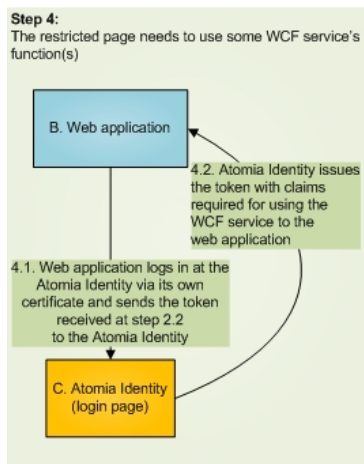 Step 4:
The restricted page needs to use some WCF service's
function(s)
B. Web application
4.2. Atomia Identity issues
the token with claims
required for using the
WCF service to the
web application
4.1. Web application logs in at the
Atomia Identity via its own
certificate and sends the token
received at step 2.2
to the Atomia Identity
C. Atomia Identity
(login page)